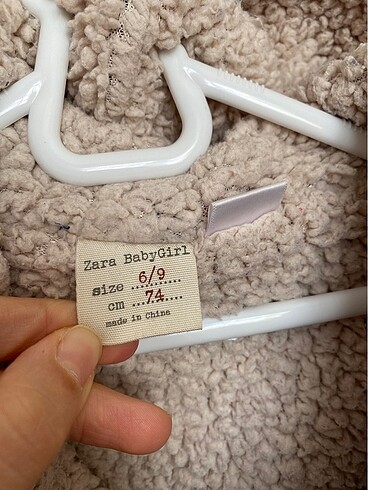 Zara BabyGirl
size 6/9
cm 74
made in China